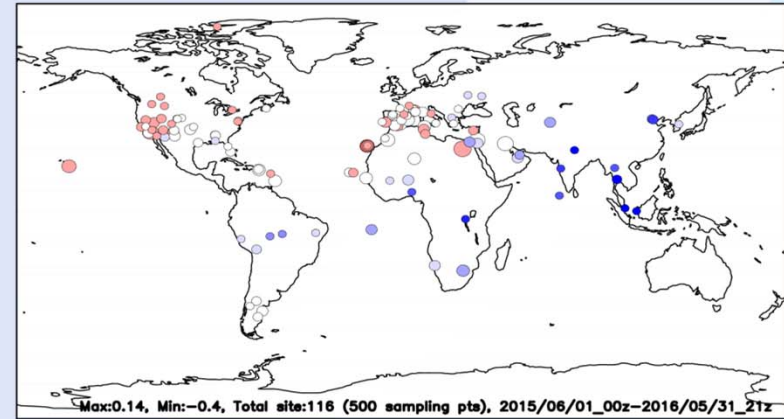 Max:0.14, Min:−0.4, Total site:116 (500 sampling pts), 2015/06/01_00z−2016/05/31_21z